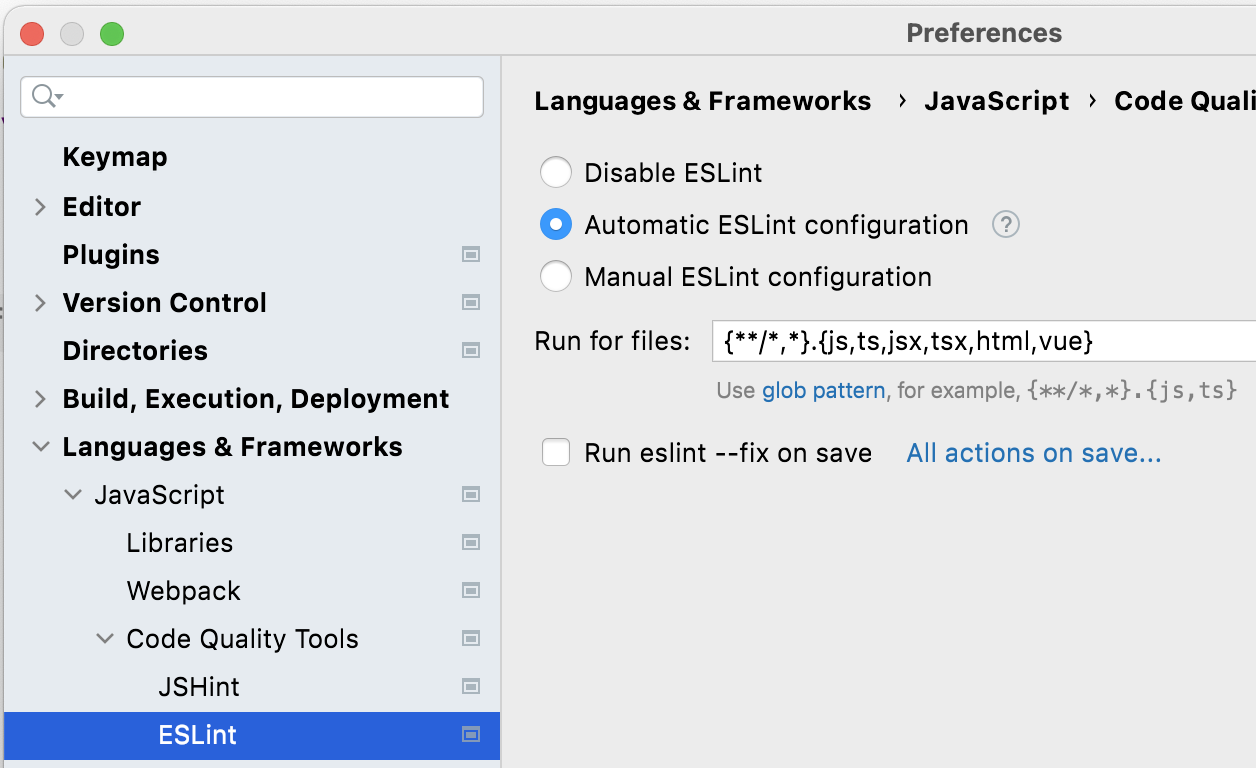 Preferences
Keymap
Editor
Plugins
Version Control
Directories
Build, Execution, Deployment
Languages & Frameworks
JavaScript
Libraries
Webpack
Code Quality Tools
JSHint
ESLint
Languages & Frameworks › JavaScript › Code Quali
Disable ESLint
Automatic ESLint configuration ?
Manual ESLint configuration
Run for files: {**/*,*}.{js,ts,jsx,tsx,html,vue}
Use glob pattern, for example, {**/*,*}.{js,ts}
Run eslint --fix on save All actions on save...